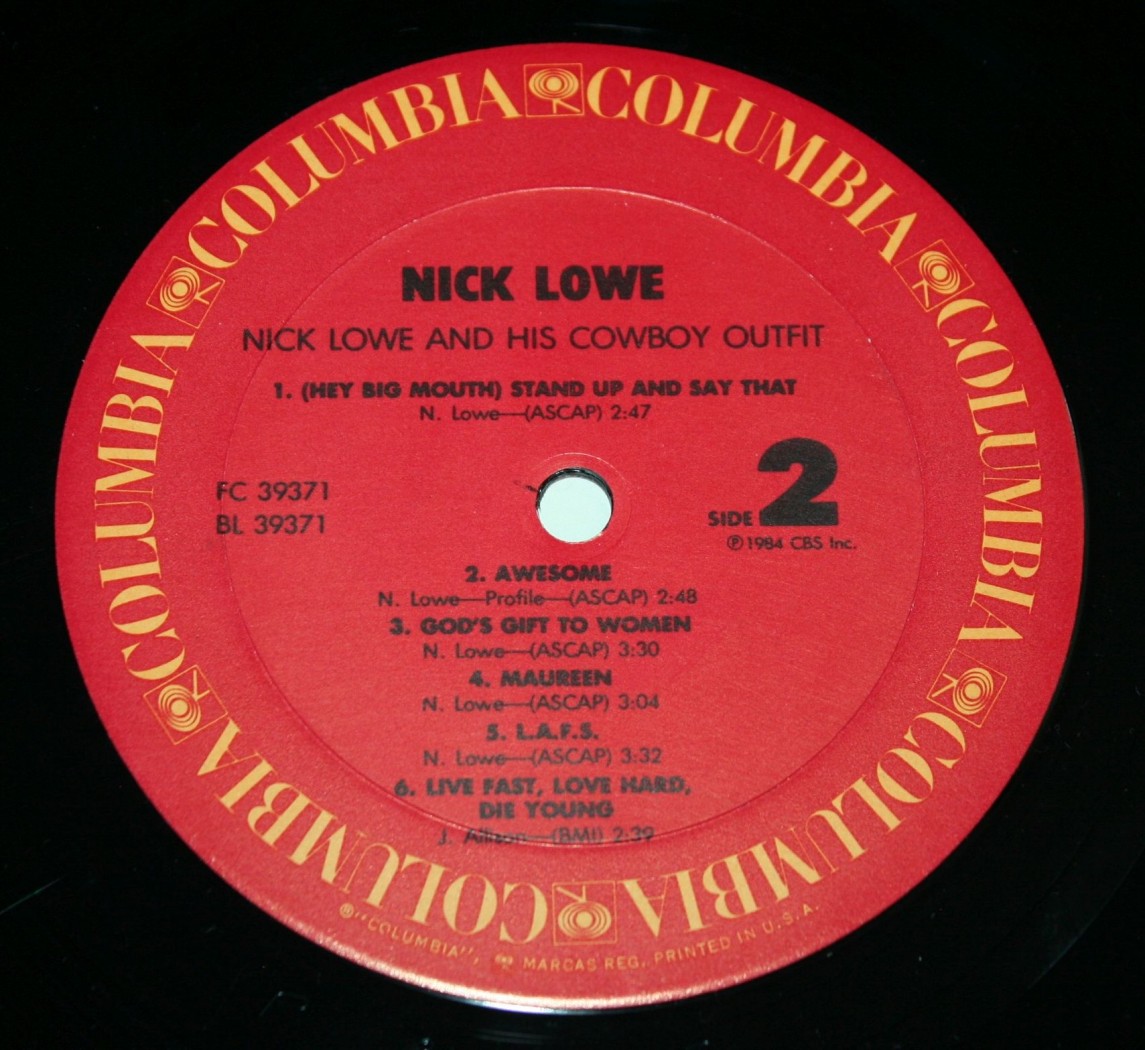 COLUMBIA COLUMBIA COLUMBIA COLUMBIA COLUMBIA COLUMBIA
NICK LOWE
NICK LOWE AND HIS COWBOY OUTFIT
1. (HEY BIG MOUTH) STAND UP AND SAY THAT
N. Lowe—(ASCAP) 2:47
FC 39371
BL 39371
SIDE 2
℗1984 CBS Inc.
2. AWESOME
N. Lowe—Profile—(ASCAP) 2:48
3. GOD'S GIFT TO WOMEN
N. Lowe—(ASCAP) 3:30
4. MAUREEN
N. Lowe—(ASCAP) 3:04
5. L.A.F.S.
N. Lowe—(ASCAP) 3:32
6. LIVE FAST, LOVE HARD,
DIE YOUNG
J. Allison—(BMI) 2:39
®"COLUMBIA", MARCAS REG. PRINTED IN U.S.A.